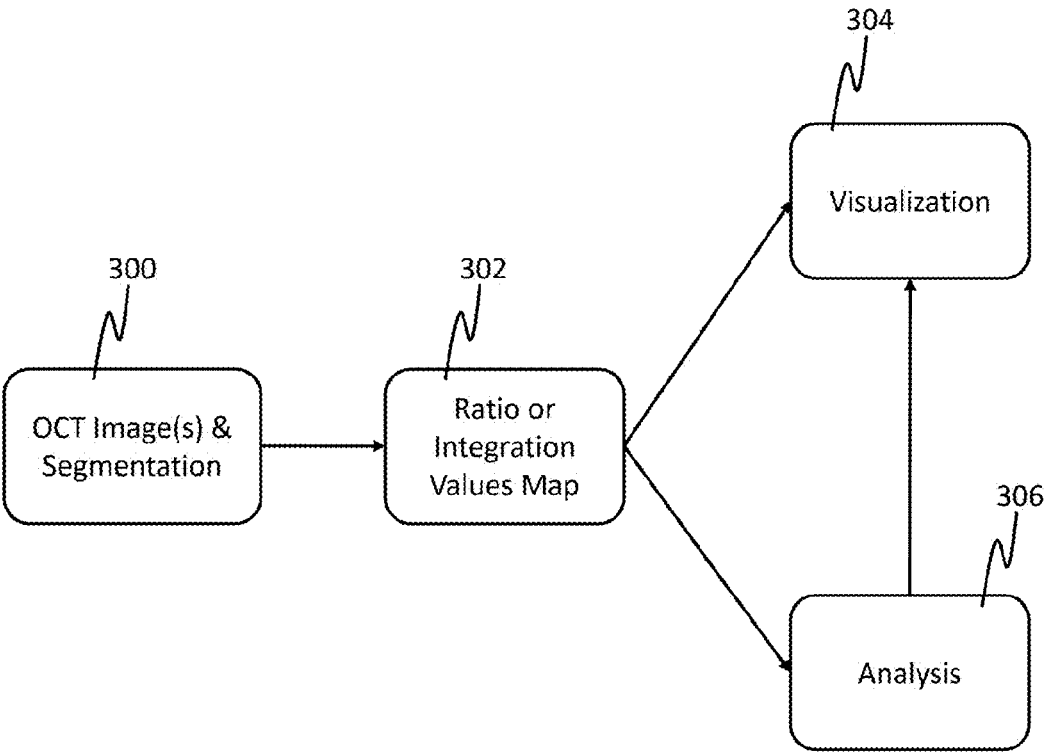 304
Visualization
300
302
OCT Image(s) &
Segmentation
Ratio or
Integration
Values Map
306
Analysis